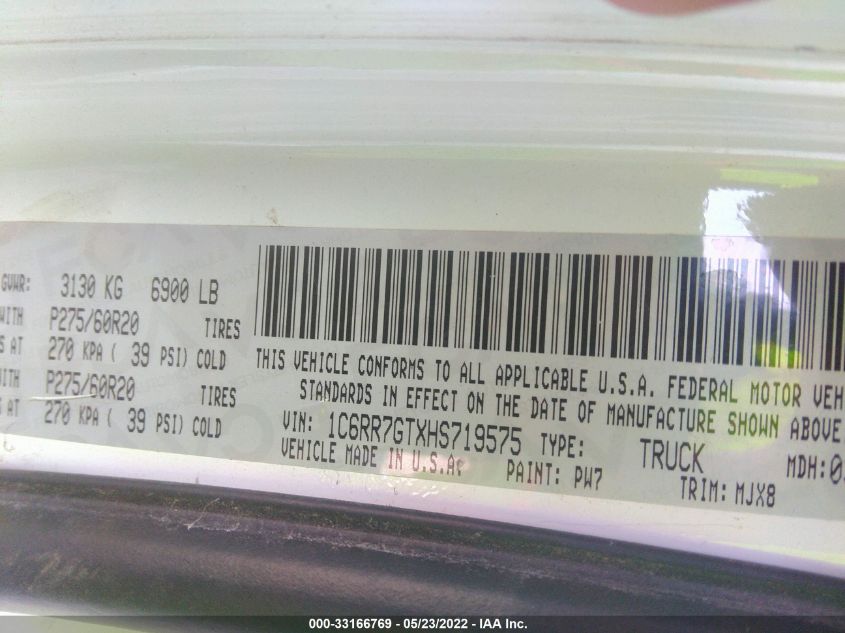 GVWR: 3130 KG 6900 LB
WITH P275/60R20 TIRES
AT 270 KPA ( 39 PSI) COLD
WITH P275/60R20 TIRES
AT 270 KPA ( 39 PSI) COLD
THIS VEHICLE CONFORMS TO ALL APPLICABLE U.S.A. FEDERAL MOTOR VEH
STANDARDS IN EFFECT ON THE DATE OF MANUFACTURE SHOWN ABOVE.
VIN: 1C6RR7GTXHS719575 TYPE: TRUCK MDH:0
VEHICLE MADE IN U.S.A. PAINT: PW7 TRIM: MJX8
000-33166769 - 05/23/2022 - IAA Inc.